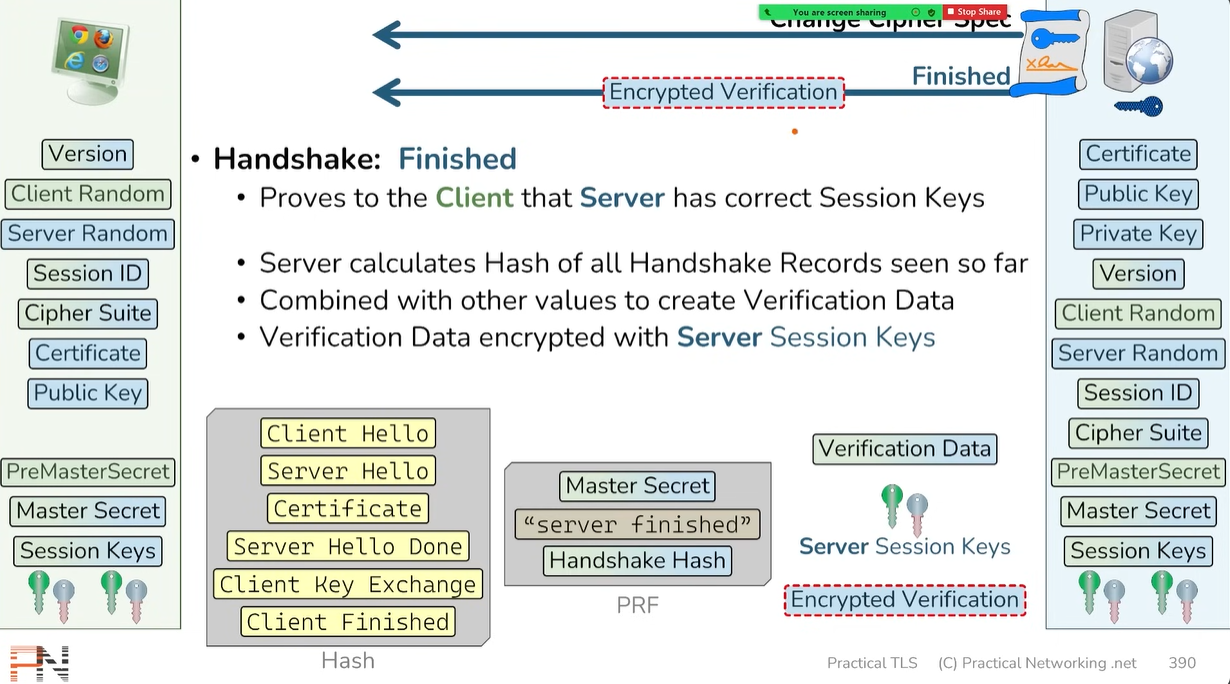 You are screen sharing
Stop Share
Change Cipher Spec
Finished
Encrypted Verification
Version
Client Random
Server Random
Session ID
Cipher Suite
Certificate
Public Key
PreMasterSecret
Master Secret
Session Keys
• Handshake: Finished
• Proves to the Client that Server has correct Session Keys
• Server calculates Hash of all Handshake Records seen so far
• Combined with other values to create Verification Data
• Verification Data encrypted with Server Session Keys
Client Hello
Server Hello
Certificate
Server Hello Done
Client Key Exchange
Client Finished
Hash
Master Secret
“server finished”
Handshake Hash
PRF
Verification Data
Server Session Keys
Encrypted Verification
Certificate
Public Key
Private Key
Version
Client Random
Server Random
Session ID
Cipher Suite
PreMasterSecret
Master Secret
Session Keys
PN
Practical TLS (C) Practical Networking .net 390